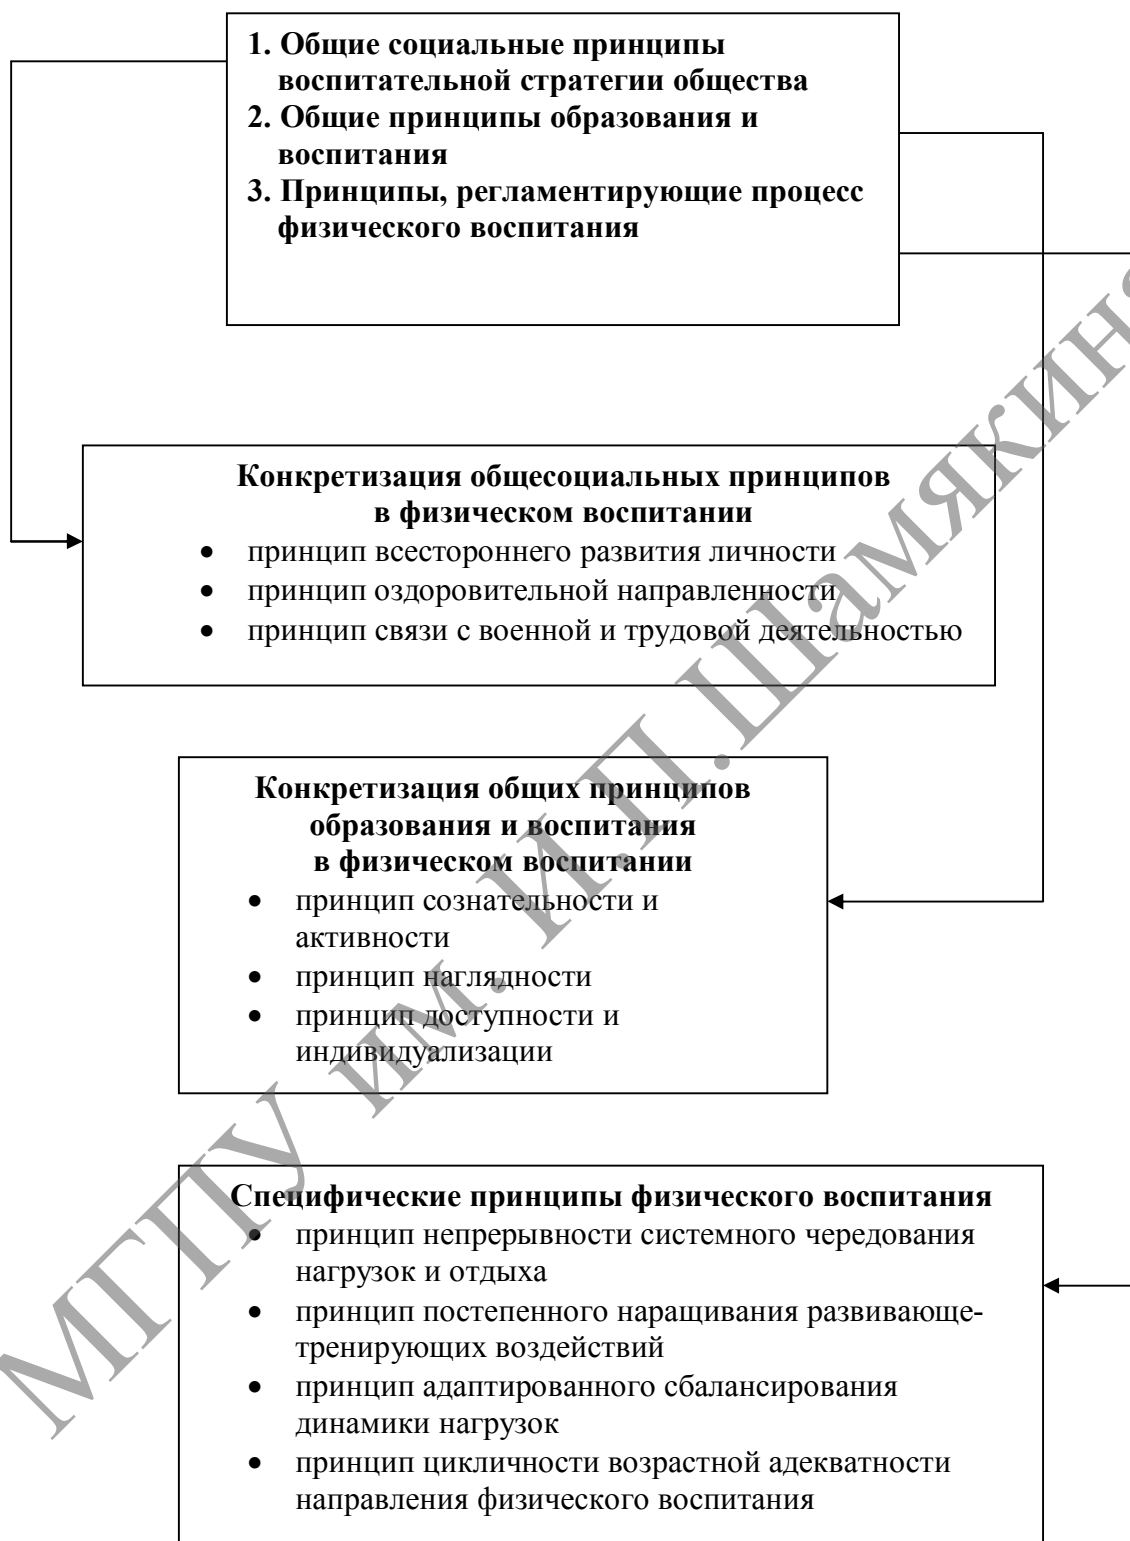 1. Общие социальные принципы
воспитательной стратегии общества
2. Общие принципы образования и
воспитания
3. Принципы, регламентирующие процесс
физического воспитания
Конкретизация общесоциальных принципов
в физическом воспитании
• принцип всестороннего развития личности
• принцип оздоровительной направленности
• принцип связи с военной и трудовой деятельностью
Конкретизация общих принципов
образования и воспитания
в физическом воспитании
• принцип сознательности и
активности
• принцип наглядности
• принцип доступности и
индивидуализации
Специфические принципы физического воспитания
• принцип непрерывности системного чередования
нагрузок и отдыха
• принцип постепенного наращивания развивающе-
тренирующих воздействий
• принцип адаптированного сбалансирования
динамики нагрузок
• принцип цикличности возрастной адекватности
направления физического воспитания
МГПУ им. И.П.Шамякина